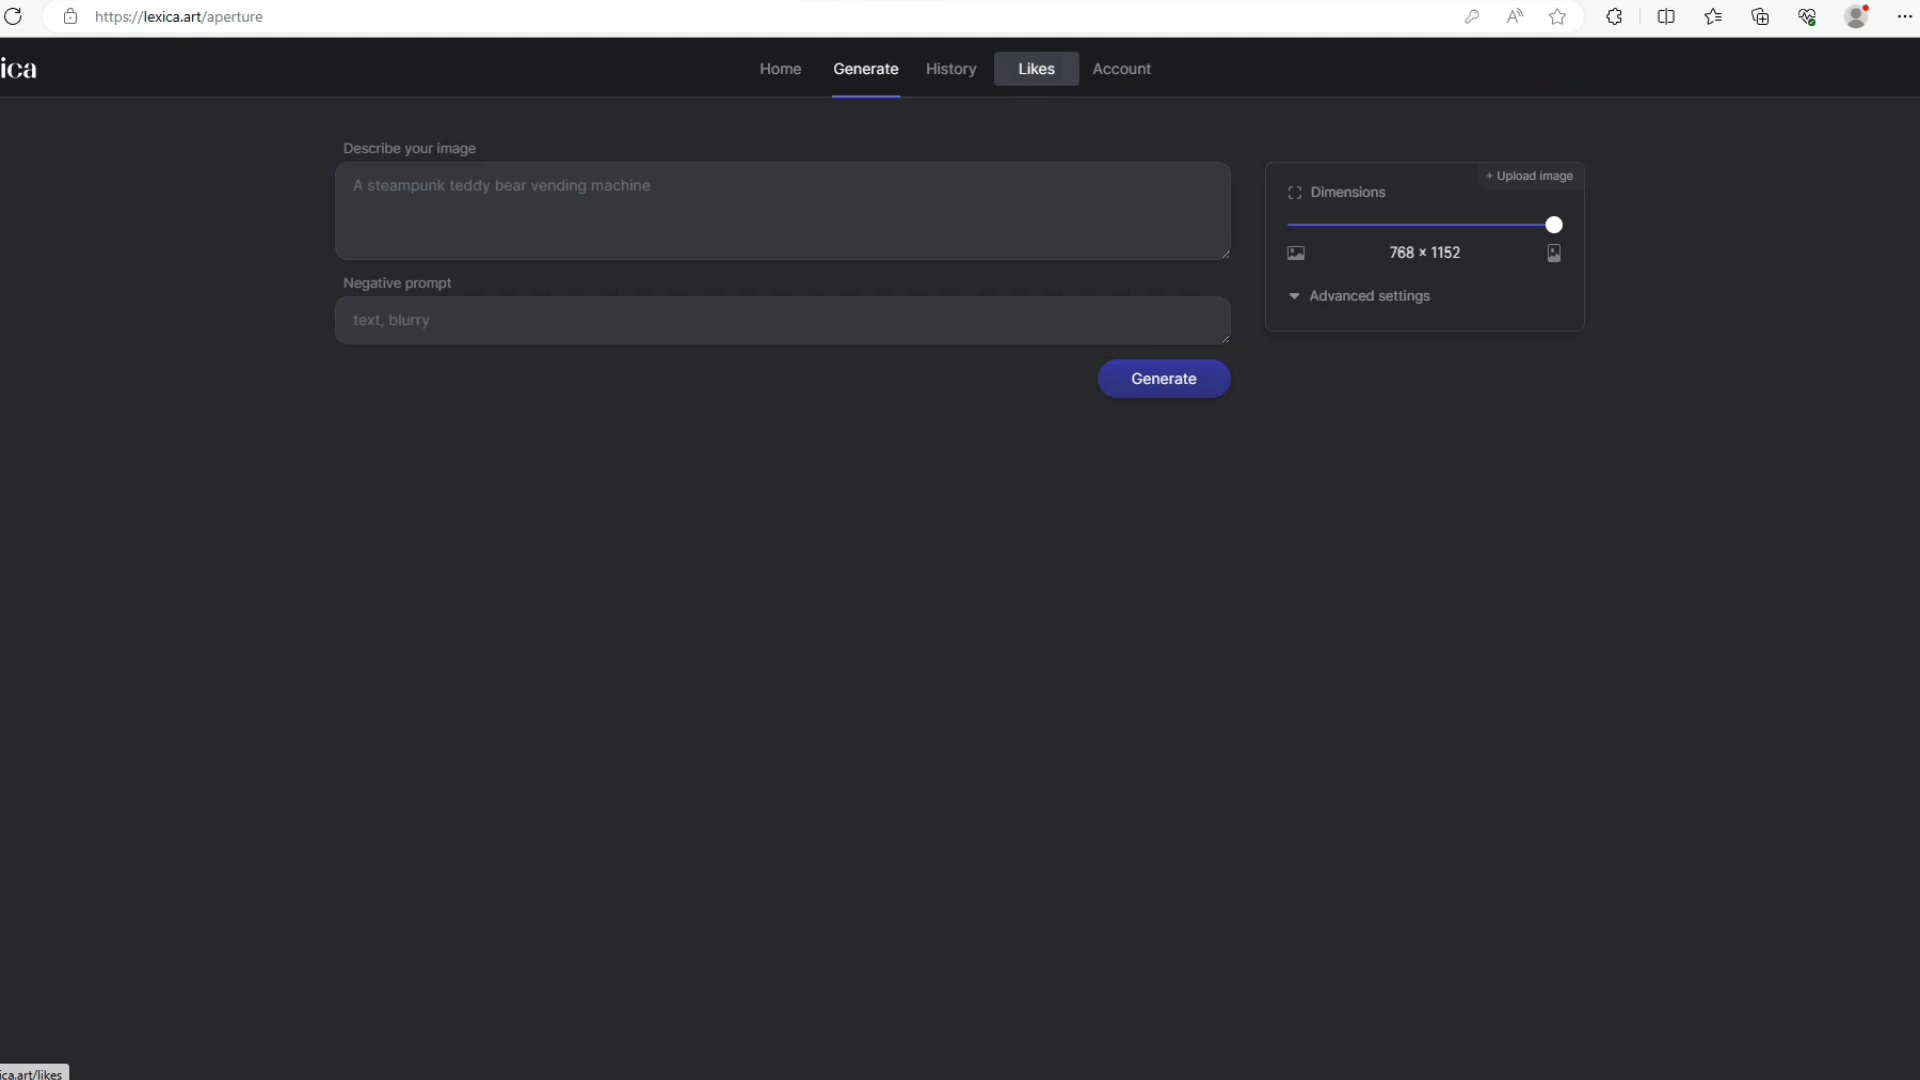 https://lexica.art/aperture
ica
Home Generate History Likes Account
Describe your image
A steampunk teddy bear vending machine
+ Upload image
Dimensions
768 × 1152
Advanced settings
Negative prompt
text, blurry
Generate
ica.art/likes